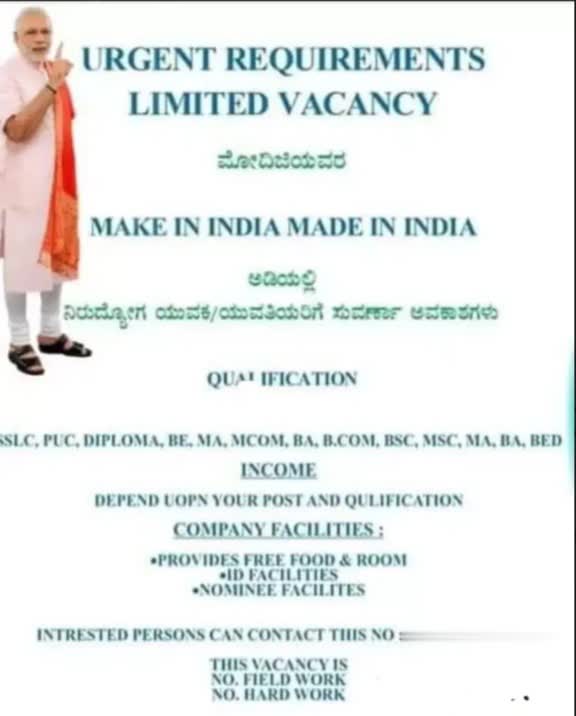 URGENT REQUIREMENTS
LIMITED VACANCY
ಮೋದಿಜಿಯವರ
MAKE IN INDIA MADE IN INDIA
ಅಡಿಯಲ್ಲಿ
ನಿರುದ್ಯೋಗ ಯುವಕ/ಯುವತಿಯರಿಗೆ ಸುವರ್ಣಾ ಅವಕಾಶಗಳು
QUALIFICATION
SSLC, PUC, DIPLOMA, BE, MA, MCOM, BA, B.COM, BSC, MSC, MA, BA, BED
INCOME
DEPEND UOPN YOUR POST AND QULIFICATION
COMPANY FACILITIES :
•PROVIDES FREE FOOD & ROOM
•ID FACILITIES
•NOMINEE FACILITES
INTRESTED PERSONS CAN CONTACT THIS NO :
THIS VACANCY IS
NO. FIELD WORK
NO. HARD WORK